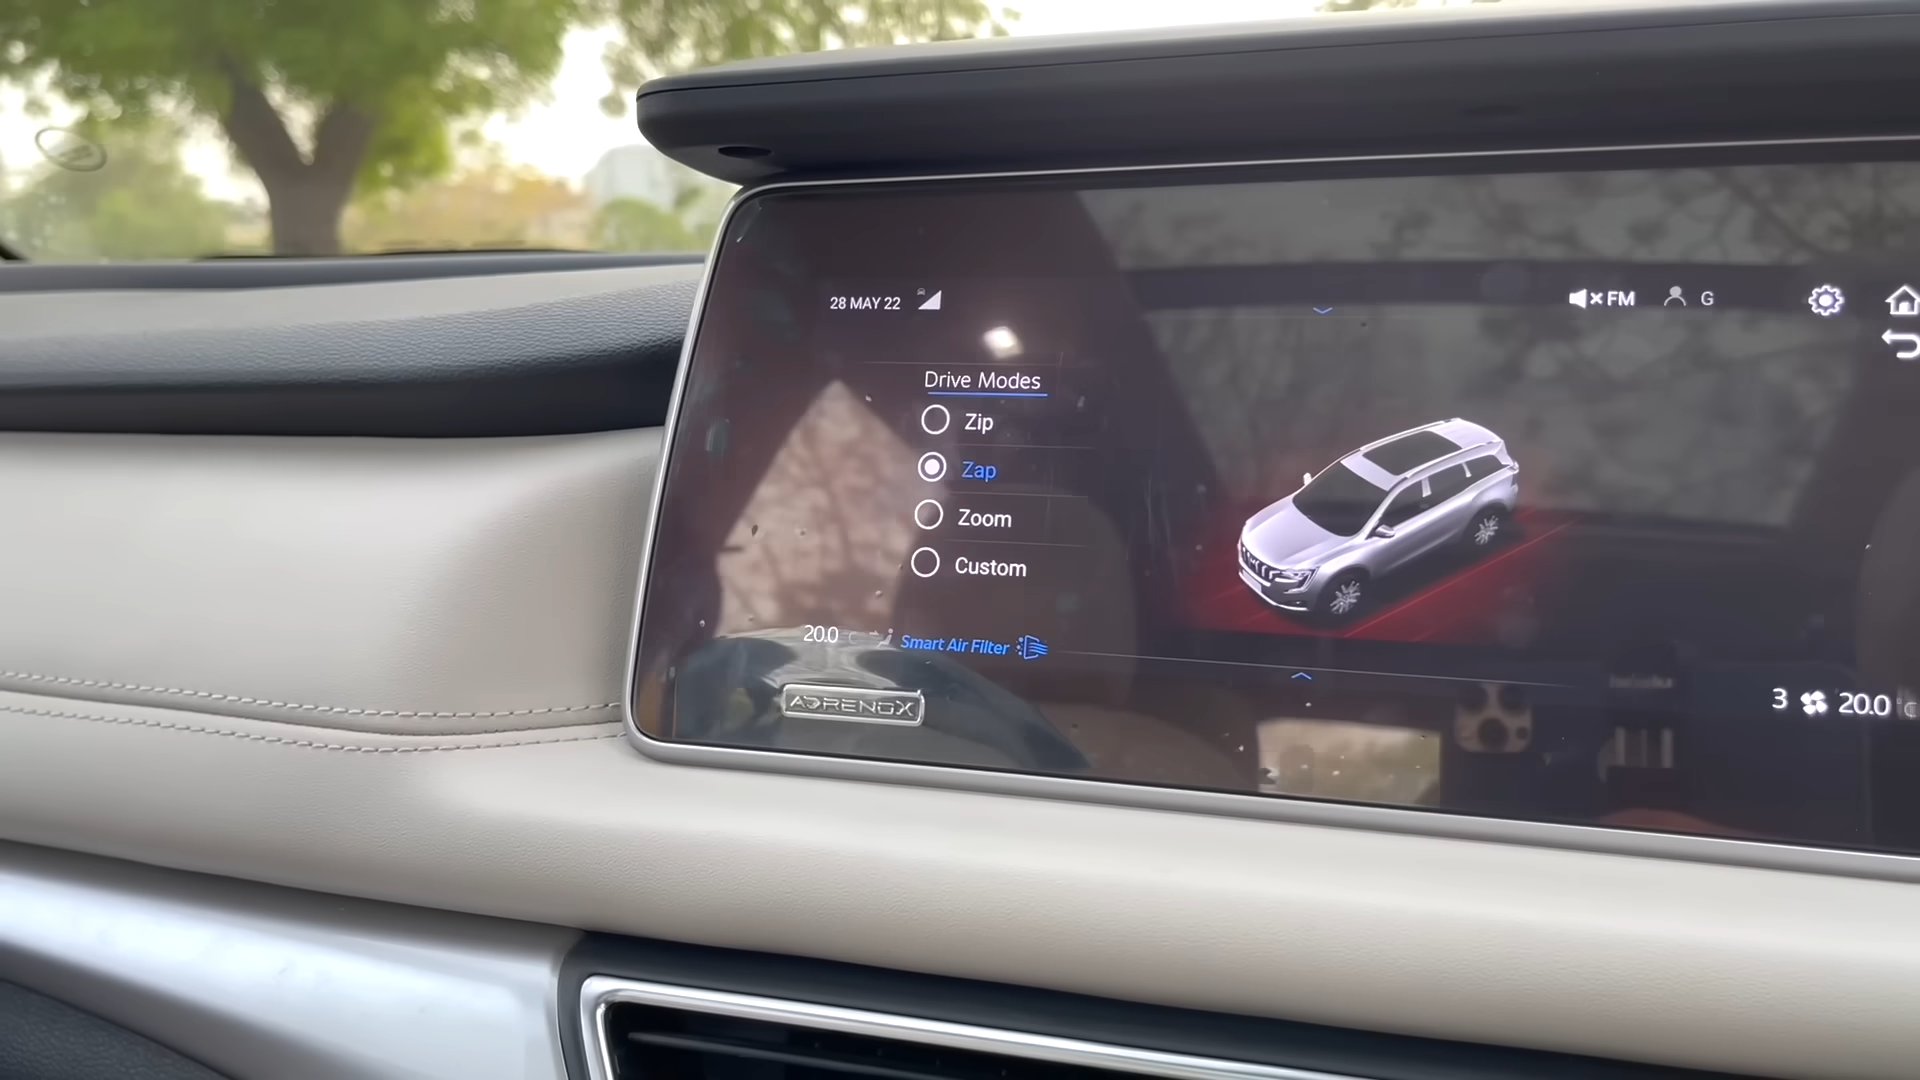 28 MAY 22
FM
G
Drive Modes
Zip
Zap
Zoom
Custom
20.0
Smart Air Filter
3
20.0 °C
ADRENOX